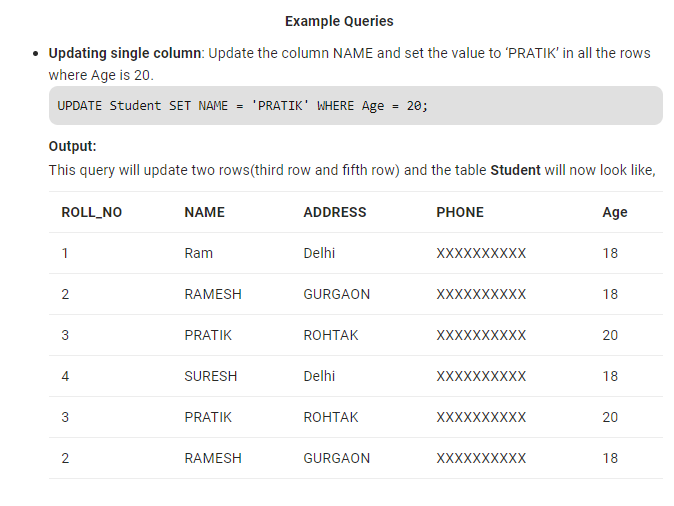 Example Queries
• Updating single column: Update the column NAME and set the value to ‘PRATIK’ in all the rows
where Age is 20.
UPDATE Student SET NAME = 'PRATIK' WHERE Age = 20;
Output:
This query will update two rows(third row and fifth row) and the table Student will now look like,
ROLL_NO NAME ADDRESS PHONE Age
1 Ram Delhi XXXXXXXXXX 18
2 RAMESH GURGAON XXXXXXXXXX 18
3 PRATIK ROHTAK XXXXXXXXXX 20
4 SURESH Delhi XXXXXXXXXX 18
3 PRATIK ROHTAK XXXXXXXXXX 20
2 RAMESH GURGAON XXXXXXXXXX 18